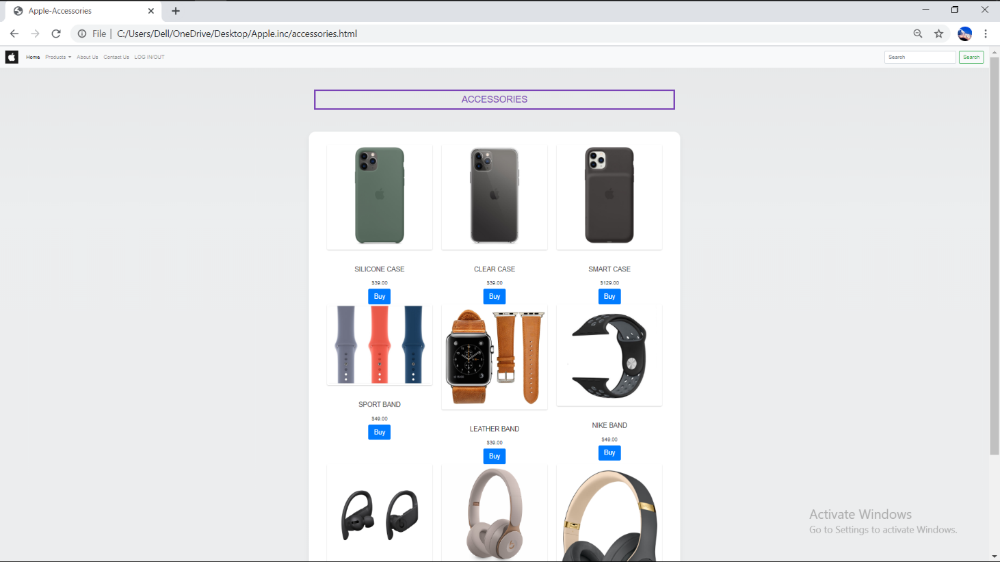 Apple-Accessories
File | C:/Users/Dell/OneDrive/Desktop/Apple.inc/accessories.html
Home Products About Us Contact Us LOG IN/OUT Search Search
ACCESSORIES
SILICONE CASE CLEAR CASE SMART CASE
$39.00 $39.00 $129.00
Buy Buy Buy
SPORT BAND LEATHER BAND NIKE BAND
$49.00 $39.00 $49.00
Buy Buy Buy
Activate Windows
Go to Settings to activate Windows.